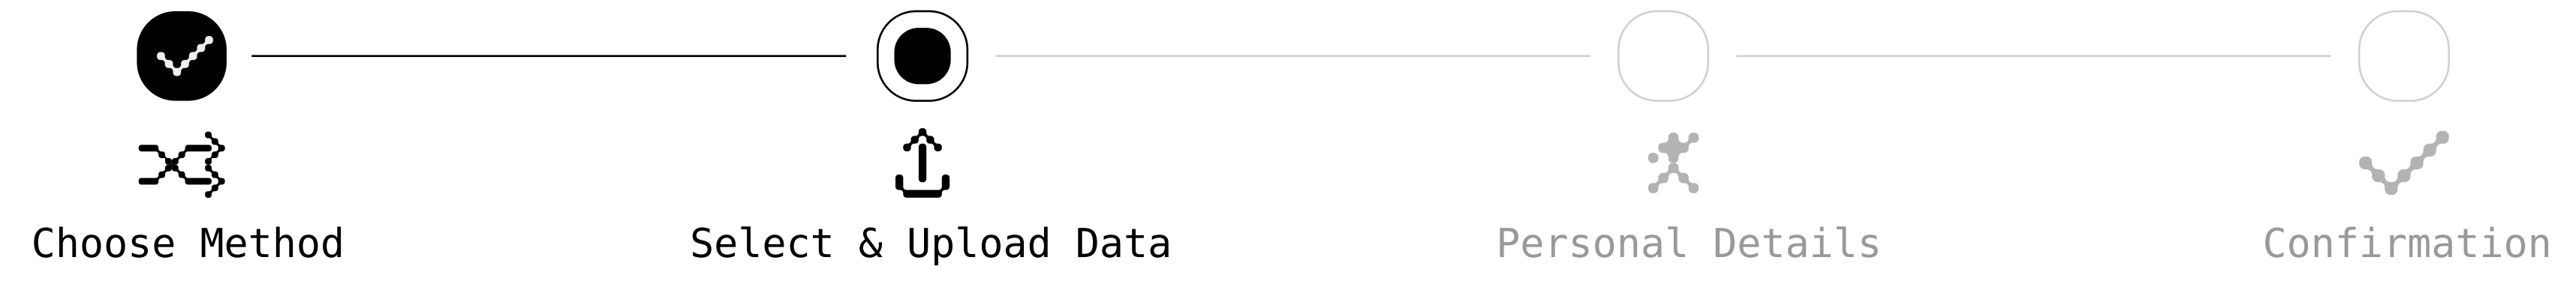 Choose Method
Select & Upload Data
Personal Details
Confirmation